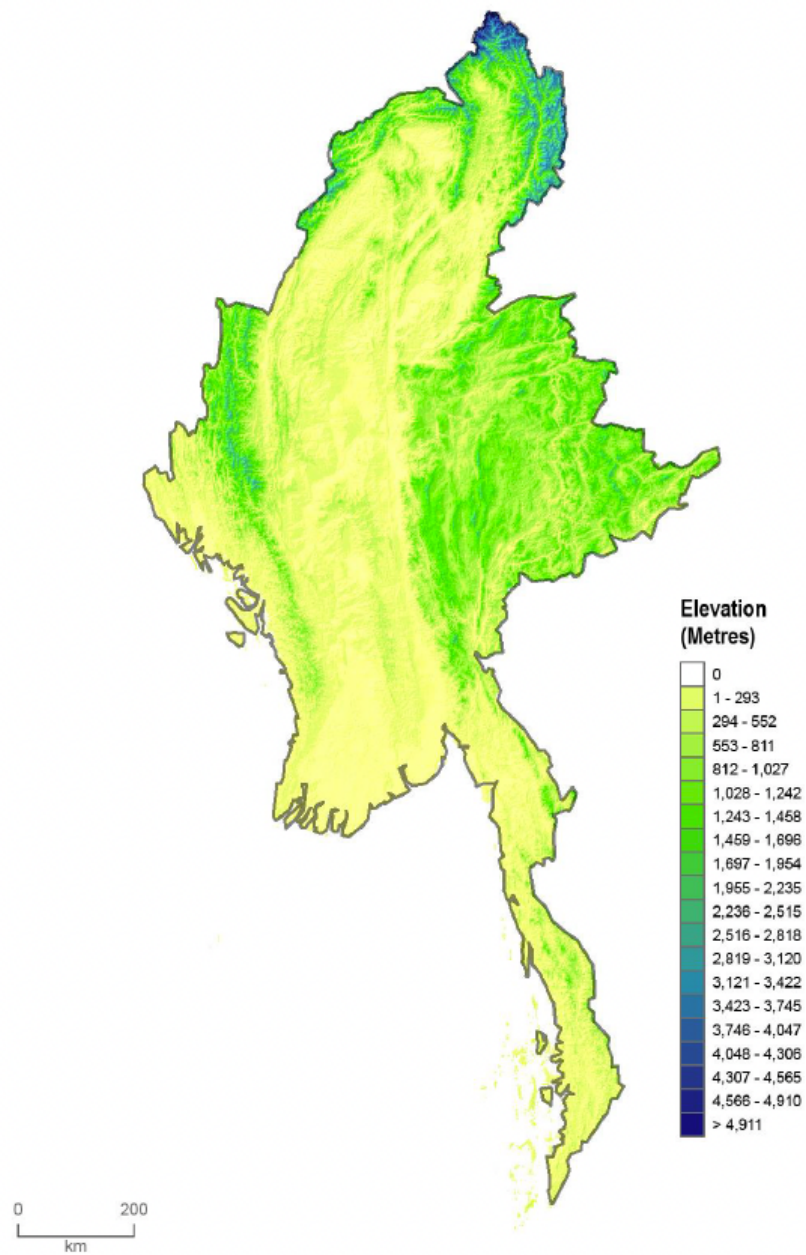 Elevation
(Metres)
0
1 - 293
294 - 552
553 - 811
812 - 1,027
1,028 - 1,242
1,243 - 1,458
1,459 - 1,696
1,697 - 1,954
1,955 - 2,235
2,236 - 2,515
2,516 - 2,818
2,819 - 3,120
3,121 - 3,422
3,423 - 3,745
3,746 - 4,047
4,048 - 4,306
4,307 - 4,565
4,566 - 4,910
> 4,911
0 200
km